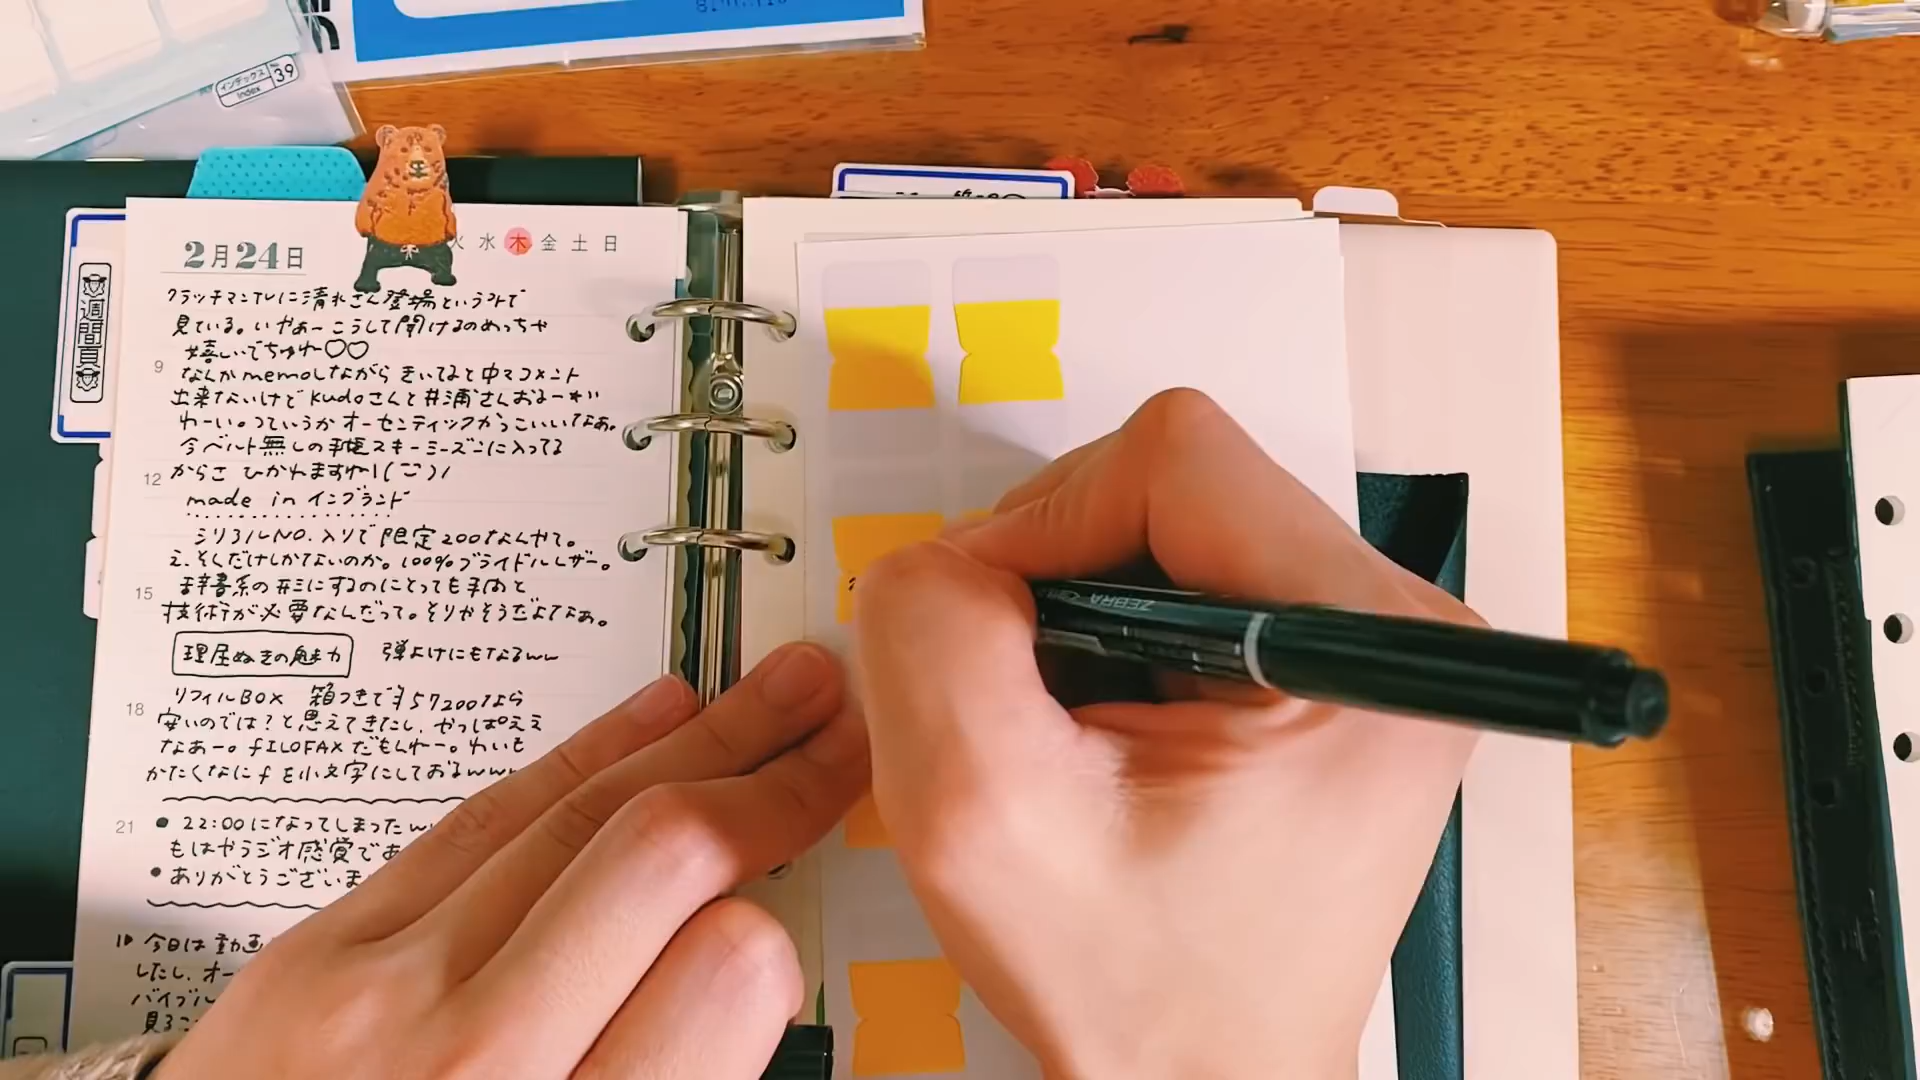 インデックス No. 39
Index
週間頁
2月24日
火 水 木 金 土 日
クラッチマンTVに清れさん登場というコトで
見ている。いやぁーこうして聞けるのめっちゃ
嬉しいでちゅねー♡♡
9
なんかmemoしながら きいてると中々コメント
出来ないけどkudoさんと井浦さんおるー
わーい。っていうかオーセンティックかっこいいなぁ。
今ベルト無しの手帳スキーミーズンに入ってる
12
からさ ひかれますねー!
made in イングランド
シリアルNO.入りで 限定200なんやて。
え、そんだけしかないのか。100%ブライドルレザー。
辞書系の形にするのにとっても手間と
15
技術が必要なんだって。そりゃそうだよなぁ。
理屈ぬきの魅力 弾よけにもなるww
リフィルBOX 箱つきで¥57200なら
18
安いのでは?と思えてきたし、やっぱええ
なあー。fILOFAXだもんねー。わいも
かたくなにfを小文字にしておるwww
21
● 22:00になってしまったw
もはやラジオ感覚であ
● ありがとうございま
今日は動画
したし、オー
バイブル
見るこ
ZEBRA